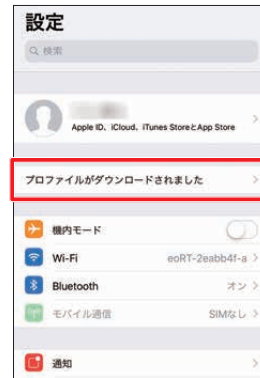 設定
検索
Apple ID、iCloud、iTunes StoreとApp Store
プロファイルがダウンロードされました
機内モード
Wi-Fi eoRT-2eabb4f-a
Bluetooth オン
モバイル通信 SIMなし
通知